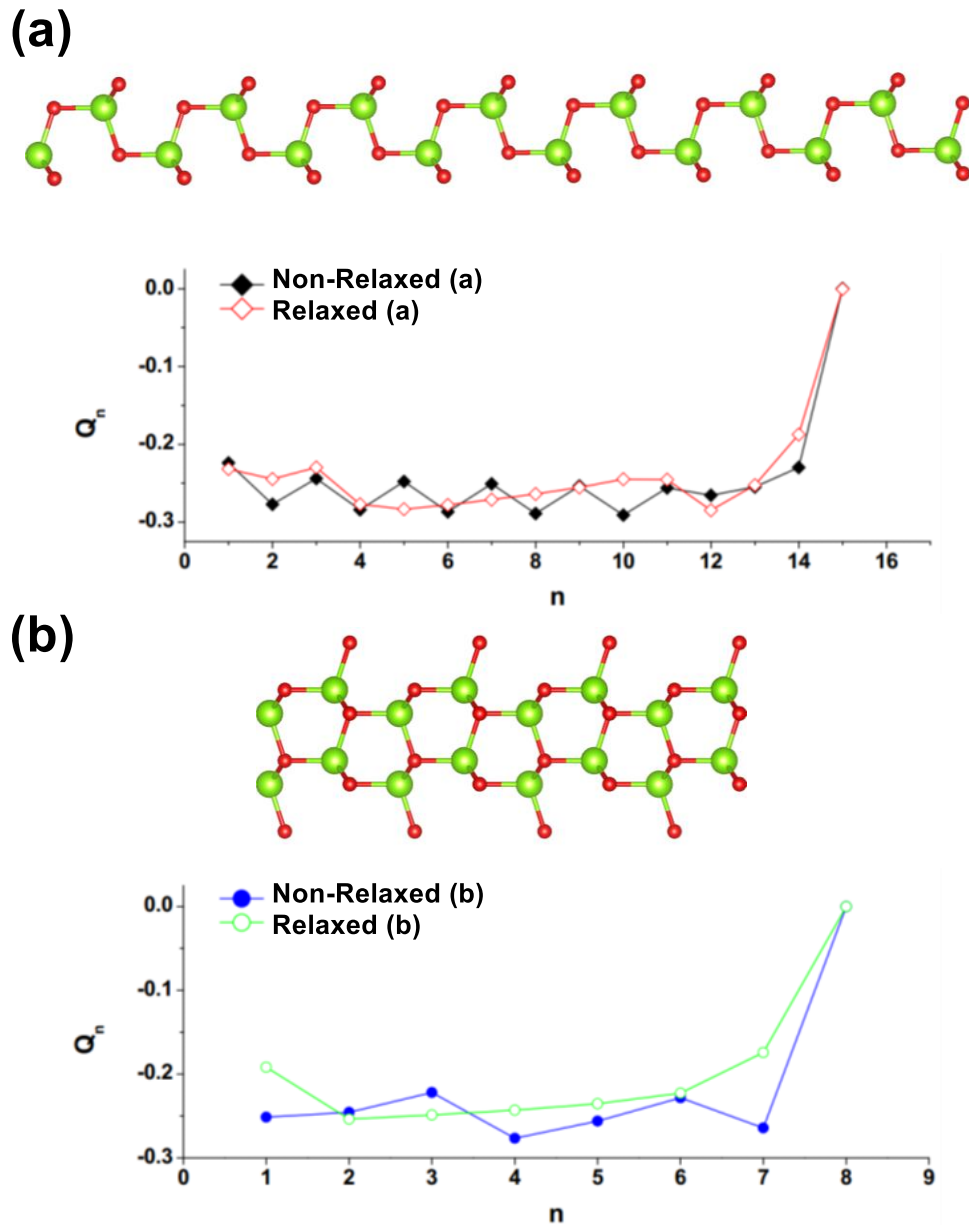 (a)
Non-Relaxed (a)
Relaxed (a)
0.0
-0.1
-0.2
-0.3
Qn
0 2 4 6 8 10 12 14 16
n
(b)
Non-Relaxed (b)
Relaxed (b)
0.0
-0.1
-0.2
-0.3
Qn
0 1 2 3 4 5 6 7 8 9
n